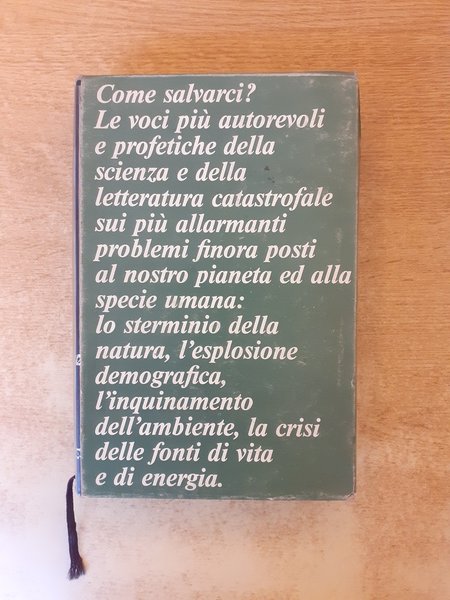 Come salvarci?
Le voci più autorevoli
e profetiche della
scienza e della
letteratura catastrofale
sui più allarmanti
problemi finora posti
al nostro pianeta ed alla
specie umana:
lo sterminio della
natura, l'esplosione
demografica,
l'inquinamento
dell'ambiente, la crisi
delle fonti di vita
e di energia.